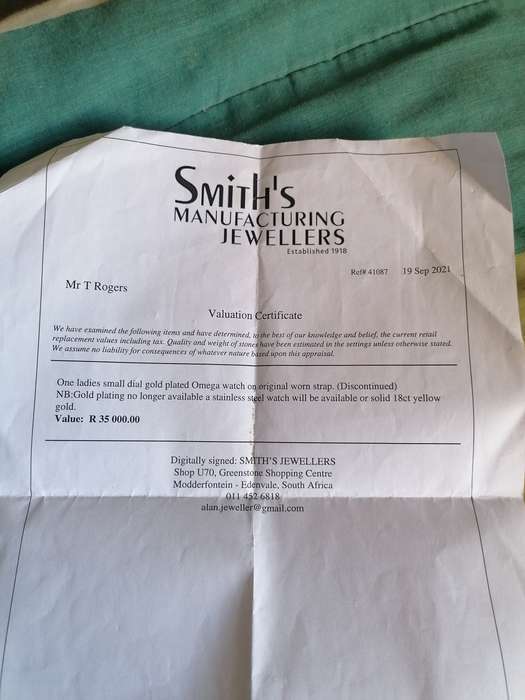 SMITH'S
MANUFACTURING
JEWELLERS
Established 1918
Ref# 41087 19 Sep 2021
Mr T Rogers
Valuation Certificate
We have examined the following items and have determined, to the best of our knowledge and belief, the current retail
replacement values including tax. Quality and weight of stones have been estimated in the settings unless otherwise stated.
We assume no liability for consequences of whatever nature based upon this appraisal.
One ladies small dial gold plated Omega watch on original worn strap. (Discontinued)
NB:Gold plating no longer available a stainless steel watch will be available or solid 18ct yellow
gold.
Value: R 35 000.00
Digitally signed: SMITH'S JEWELLERS
Shop U70, Greenstone Shopping Centre
Modderfontein - Edenvale, South Africa
011 452 6818
alan.jeweller@gmail.com